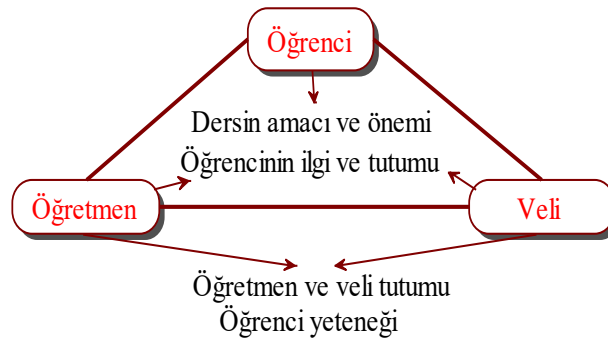 Öğrenci
Dersin amacı ve önemi
Öğrencinin ilgi ve tutumu
Öğretmen
Veli
Öğretmen ve veli tutumu
Öğrenci yeteneği